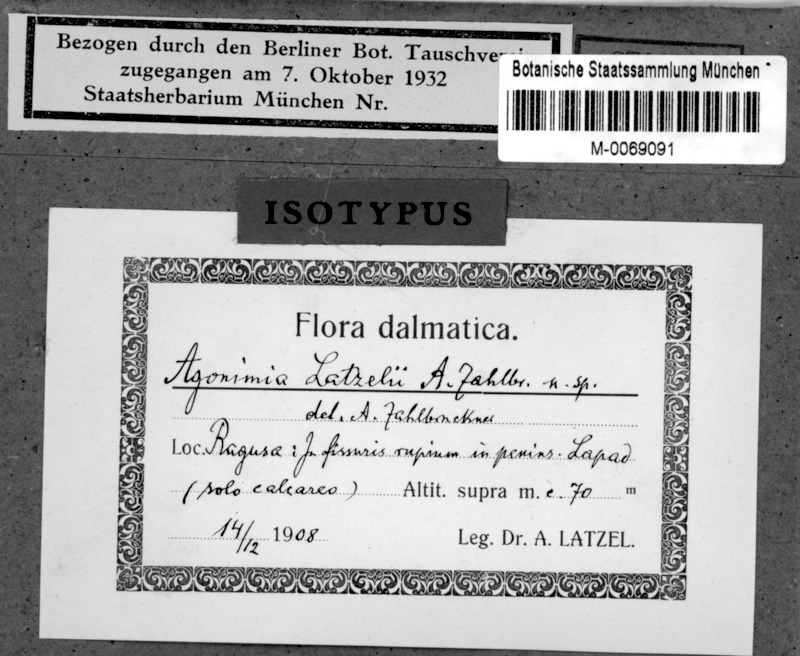 Bezogen durch den Berliner Bot. Tauschverein
zugegangen am 7. Oktober 1932
Staatsherbarium München Nr.
Botanische Staatssammlung München
M-0069091
ISOTYPUS
Flora dalmatica.
Agonimia Latzelii A. Zahlbr. n. sp.
det. A. Zahlbruckner
Loc. Ragusa: In fissuris rupium in penins. Lapad
(solo calcareo) Altit. supra m. c. 70 m
14/12 1908 Leg. Dr. A. LATZEL.